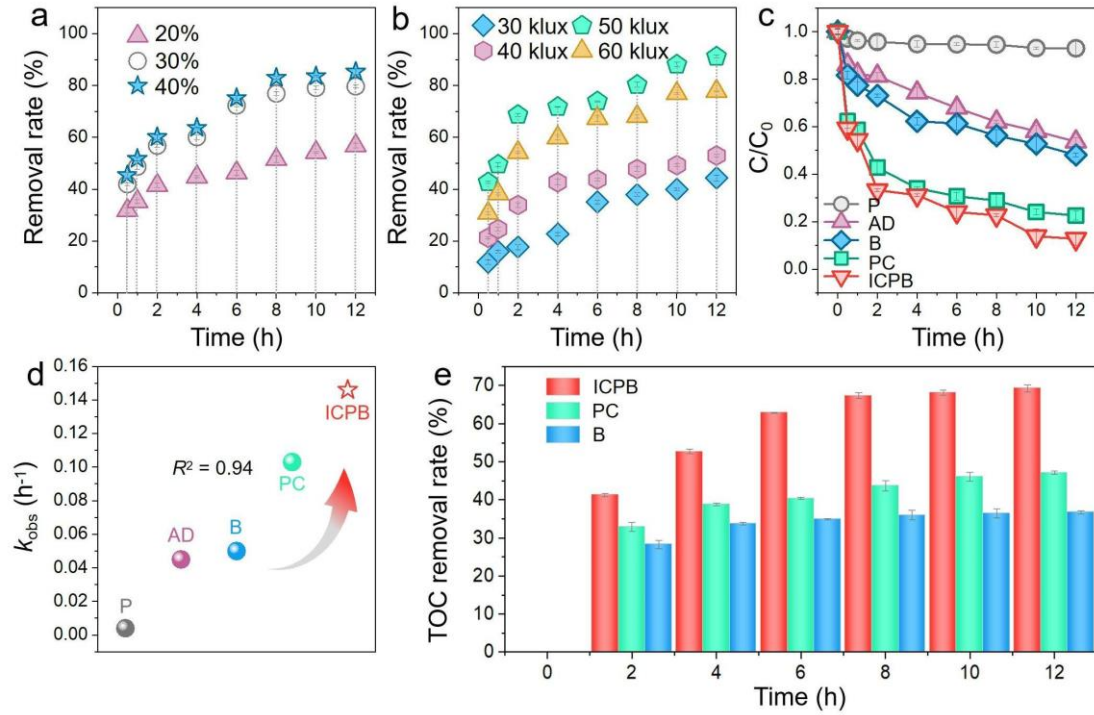 a
20%
30%
40%
Removal rate (%)
100
80
60
40
20
0
0 2 4 6 8 10 12
Time (h)
b
30 klux 50 klux
40 klux 60 klux
Removal rate (%)
100
80
60
40
20
0
0 2 4 6 8 10 12
Time (h)
c
C/C0
1.0
0.8
0.6
0.4
0.2
0.0
P
AD
B
PC
ICPB
0 2 4 6 8 10 12
Time (h)
d
kobs (h-1)
0.16
0.14
0.12
0.10
0.08
0.06
0.04
0.02
0.00
ICPB
R2 = 0.94
PC
AD
B
P
e
ICPB
PC
B
TOC removal rate (%)
70
60
50
40
30
20
10
0
0 2 4 6 8 10 12
Time (h)